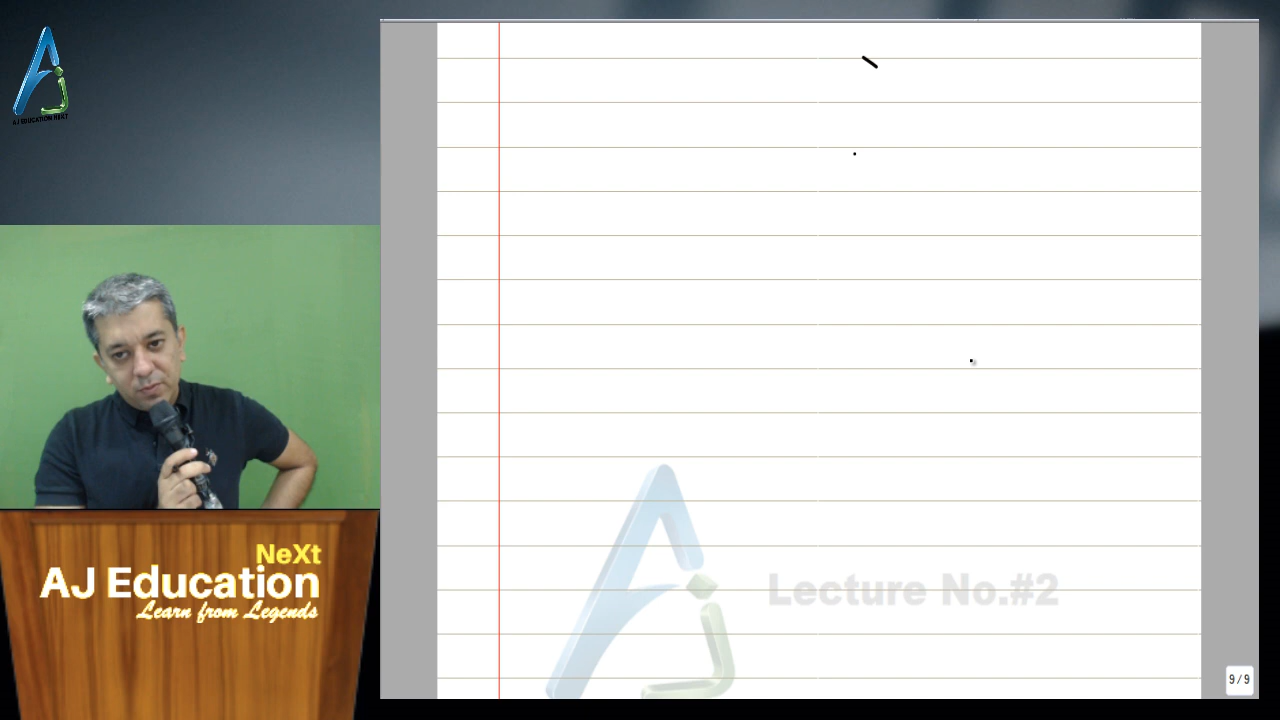 AJ EDUCATION NEXT
NeXt
AJ Education
Learn from Legends
Lecture No.#2
9/9